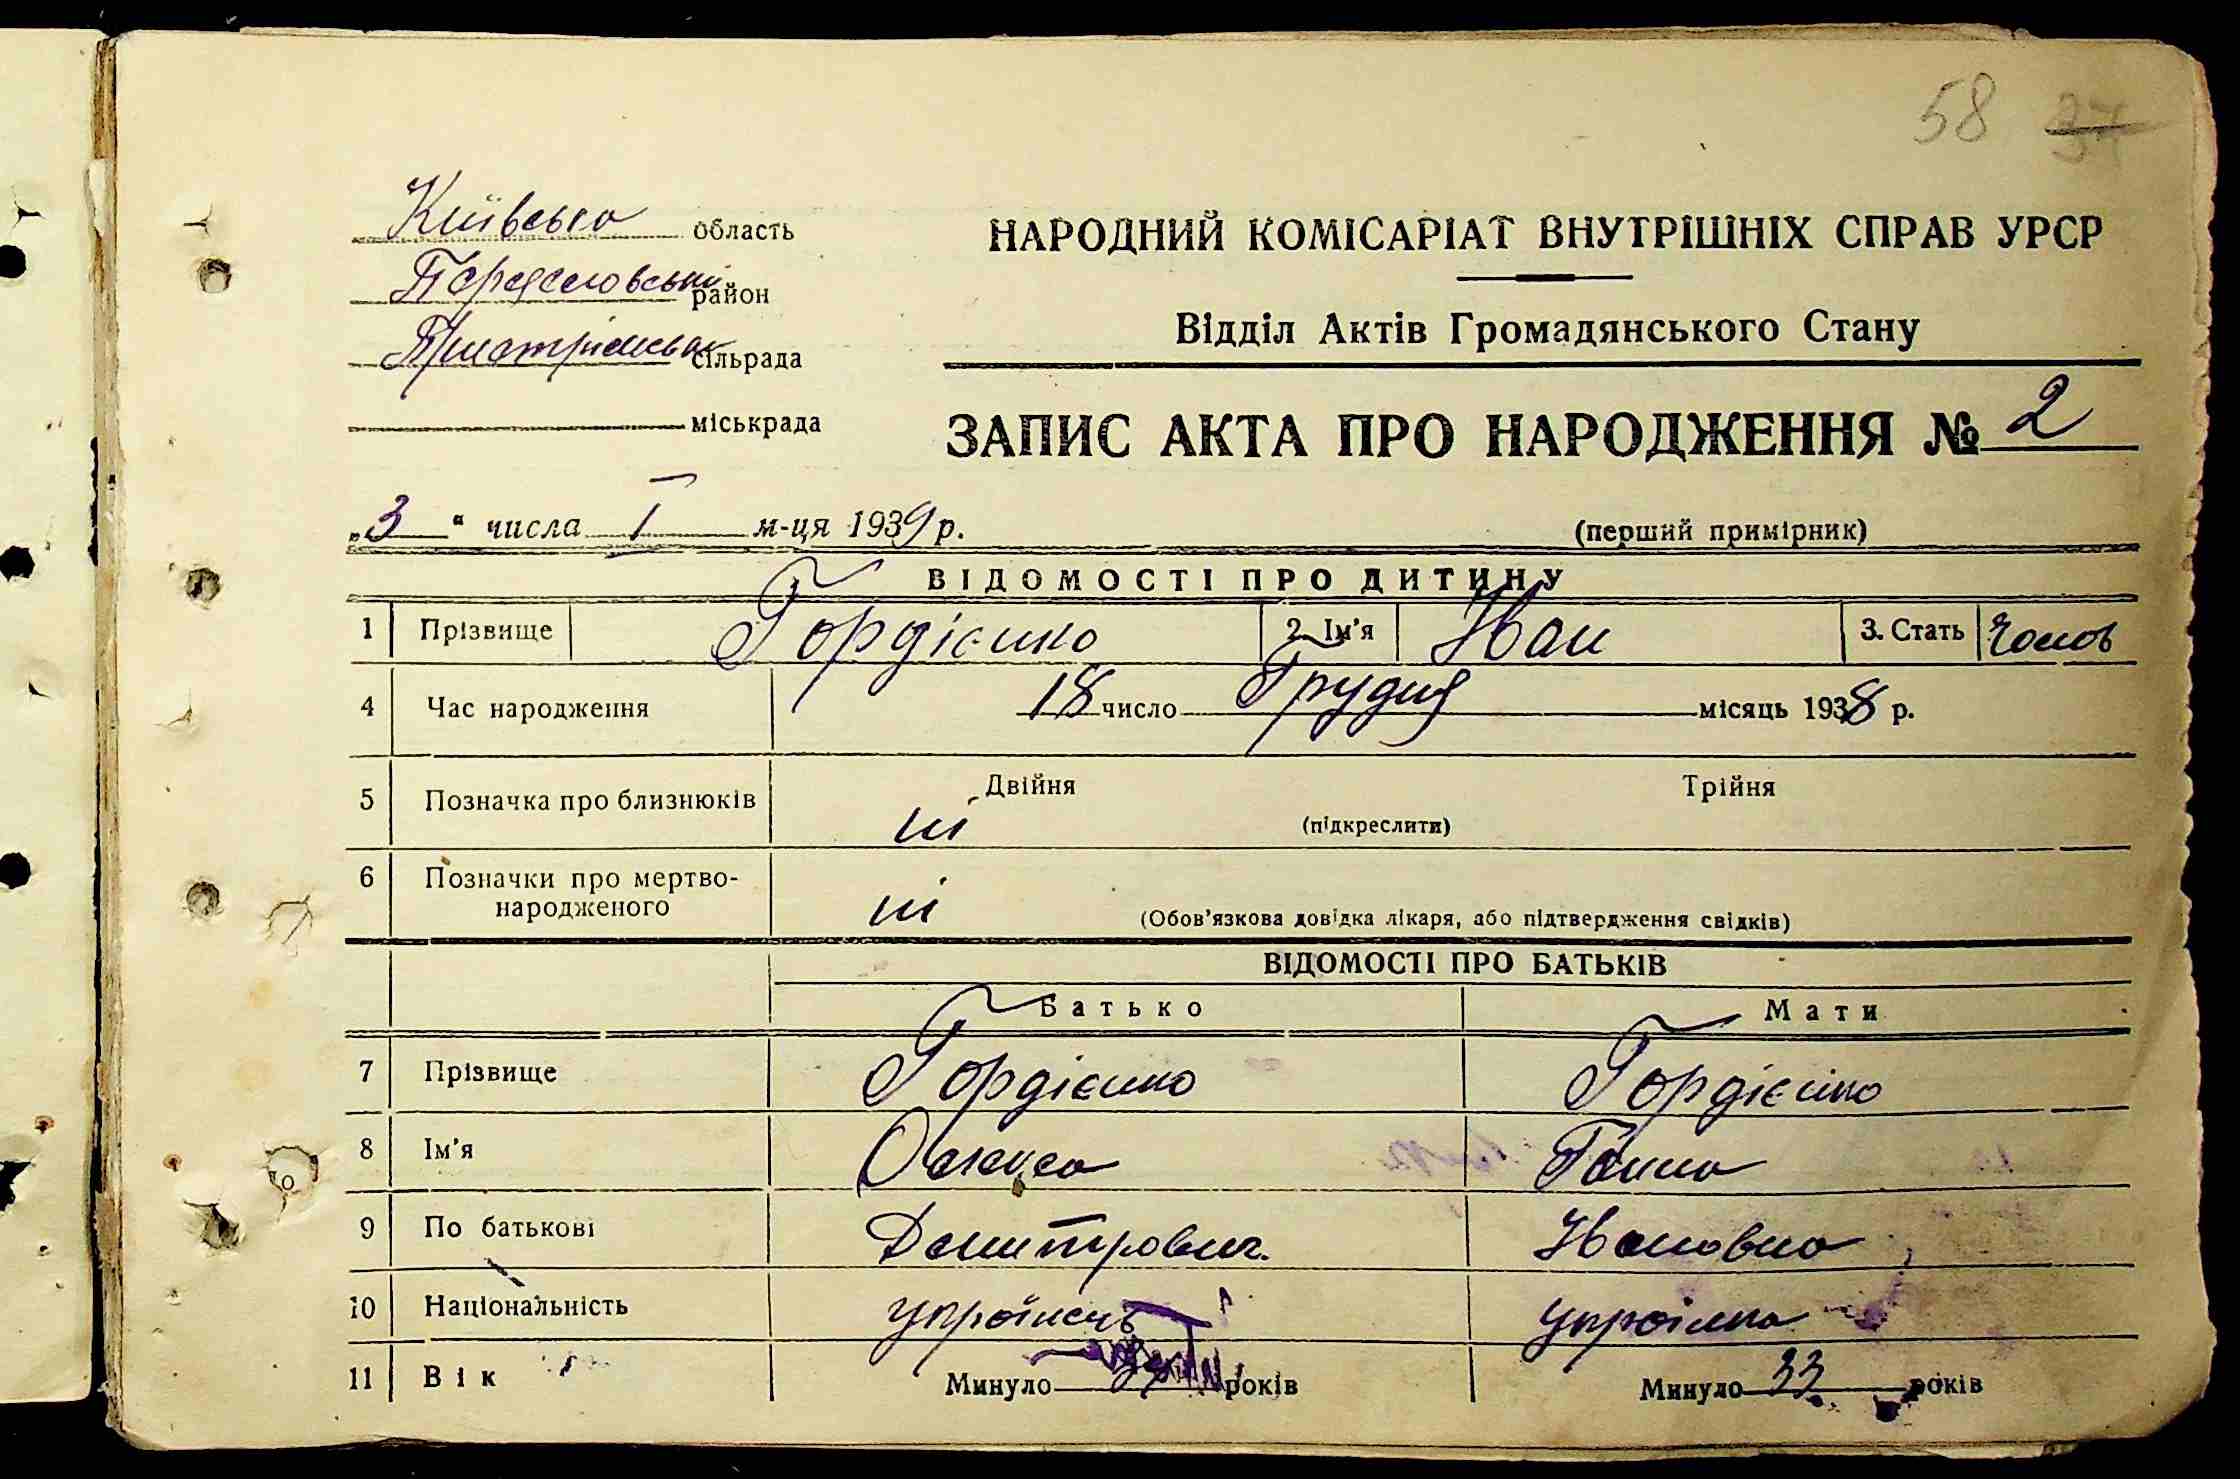 58 37
Київська область
Переяславський район
Пристромська сільрада
міськрада
НАРОДНИЙ КОМІСАРІАТ ВНУТРІШНІХ СПРАВ УРСР
Відділ Актів Громадянського Стану
ЗАПИС АКТА ПРО НАРОДЖЕННЯ № 2
„3“ числа I м-ця 1939 р.
(перший примірник)
ВІДОМОСТІ ПРО ДИТИНУ
1 Прізвище Гордієнко 2. Ім'я Іван 3. Стать Чолов
4 Час народження 18 число Грудня місяць 1938 р.
5 Позначка про близнюків ні Двійня Трійня
(підкреслити)
6 Позначки про мертво-
народженого ні (Обов'язкова довідка лікаря, або підтвердження свідків)
ВІДОМОСТІ ПРО БАТЬКІВ
Батько Мати
7 Прізвище Гордієнко Гордієнко
8 Ім'я Олекса Ганна
9 По батькові Дмитрович Івановна
10 Національність українець українка
11 Вік Минуло років Минуло 33 років